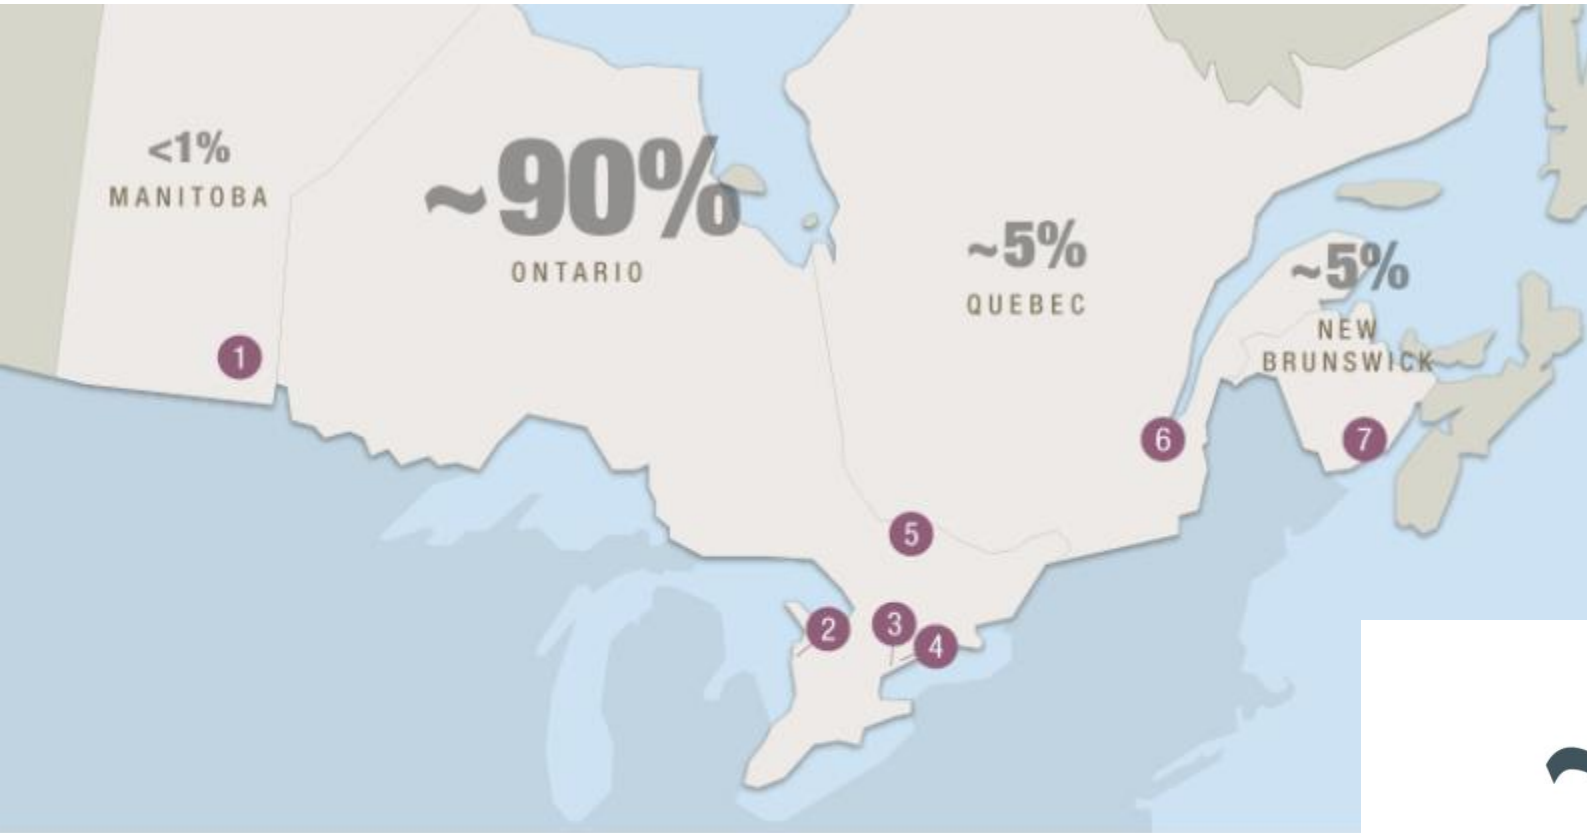 <1%
MANITOBA
~90%
ONTARIO
~5%
QUEBEC
~5%
NEW
BRUNSWICK
1
2
3
4
5
6
7
~